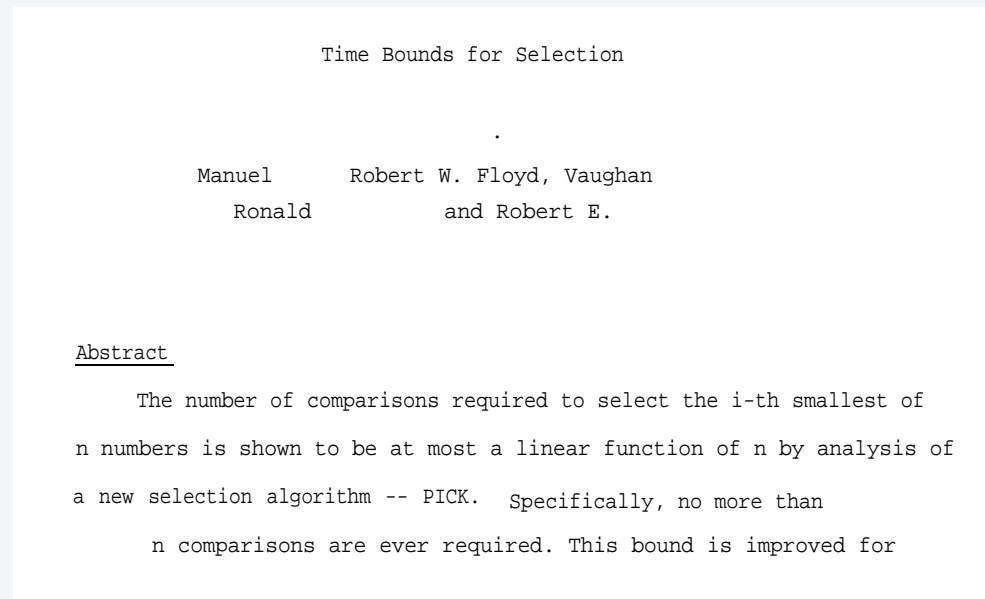 Time Bounds for Selection
.
Manuel Robert W. Floyd, Vaughan
Ronald and Robert E.
Abstract
The number of comparisons required to select the i-th smallest of
n numbers is shown to be at most a linear function of n by analysis of
a new selection algorithm -- PICK. Specifically, no more than
n comparisons are ever required. This bound is improved for